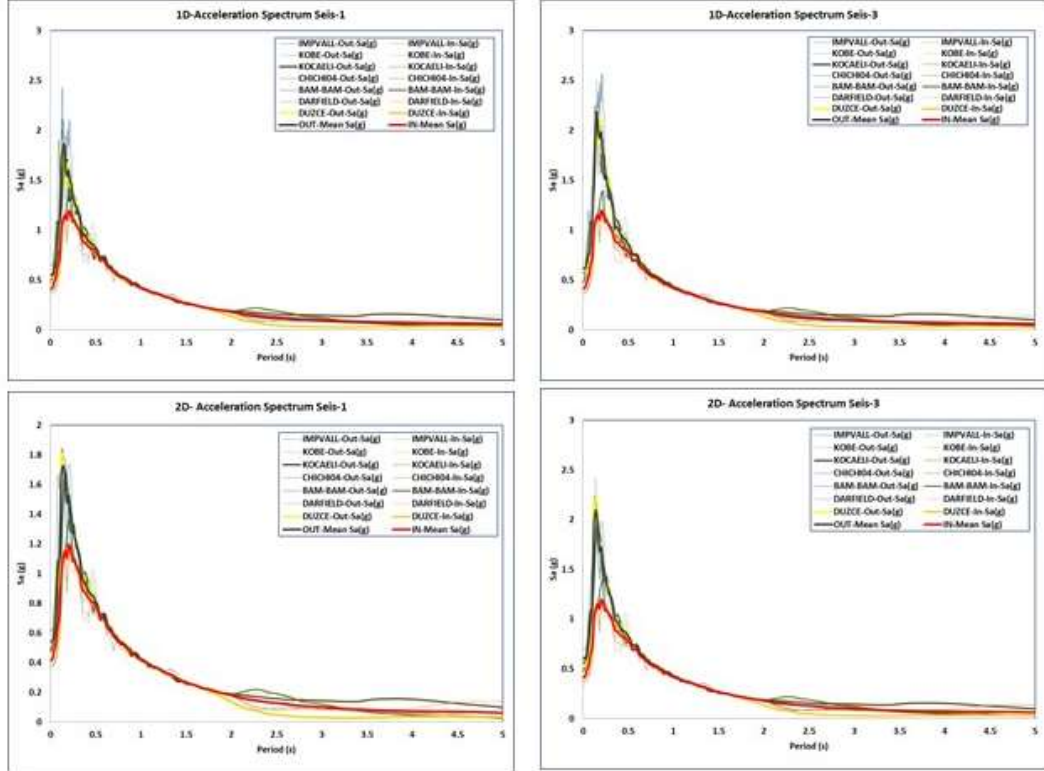 1D-Acceleration Spectrum Seis-1
3
2.5
2
1.5
1
0.5
0
Sa (g)
IMPVALL-Out-Sa(g) IMPVALL-In-Sa(g)
KOBE-Out-Sa(g) KOBE-In-Sa(g)
KOCAELI-Out-Sa(g) KOCAELI-In-Sa(g)
CHICHI04-Out-Sa(g) CHICHI04-In-Sa(g)
BAM-BAM-Out-Sa(g) BAM-BAM-In-Sa(g)
DARFIELD-Out-Sa(g) DARFIELD-In-Sa(g)
DUZCE-Out-Sa(g) DUZCE-In-Sa(g)
OUT-Mean Sa(g) IN-Mean Sa(g)
0 0.5 1 1.5 2 2.5 3 3.5 4 4.5 5
Period (s)
1D-Acceleration Spectrum Seis-3
3
2.5
2
1.5
1
0.5
0
Sa (g)
IMPVALL-Out-Sa(g) IMPVALL-In-Sa(g)
KOBE-Out-Sa(g) KOBE-In-Sa(g)
KOCAELI-Out-Sa(g) KOCAELI-In-Sa(g)
CHICHI04-Out-Sa(g) CHICHI04-In-Sa(g)
BAM-BAM-Out-Sa(g) BAM-BAM-In-Sa(g)
DARFIELD-Out-Sa(g) DARFIELD-In-Sa(g)
DUZCE-Out-Sa(g) DUZCE-In-Sa(g)
OUT-Mean Sa(g) IN-Mean Sa(g)
0 0.5 1 1.5 2 2.5 3 3.5 4 4.5 5
Period (s)
2D- Acceleration Spectrum Seis-1
2
1.8
1.6
1.4
1.2
1
0.8
0.6
0.4
0.2
0
Sa (g)
IMPVALL-Out-Sa(g) IMPVALL-In-Sa(g)
KOBE-Out-Sa(g) KOBE-In-Sa(g)
KOCAELI-Out-Sa(g) KOCAELI-In-Sa(g)
CHICHI04-Out-Sa(g) CHICHI04-In-Sa(g)
BAM-BAM-Out-Sa(g) BAM-BAM-In-Sa(g)
DARFIELD-Out-Sa(g) DARFIELD-In-Sa(g)
DUZCE-Out-Sa(g) DUZCE-In-Sa(g)
OUT-Mean Sa(g) IN-Mean Sa(g)
0 0.5 1 1.5 2 2.5 3 3.5 4 4.5 5
Period (s)
2D- Acceleration Spectrum Seis-3
3
2.5
2
1.5
1
0.5
0
Sa (g)
IMPVALL-Out-Sa(g) IMPVALL-In-Sa(g)
KOBE-Out-Sa(g) KOBE-In-Sa(g)
KOCAELI-Out-Sa(g) KOCAELI-In-Sa(g)
CHICHI04-Out-Sa(g) CHICHI04-In-Sa(g)
BAM-BAM-Out-Sa(g) BAM-BAM-In-Sa(g)
DARFIELD-Out-Sa(g) DARFIELD-In-Sa(g)
DUZCE-Out-Sa(g) DUZCE-In-Sa(g)
OUT-Mean Sa(g) IN-Mean Sa(g)
0 0.5 1 1.5 2 2.5 3 3.5 4 4.5 5
Period (s)